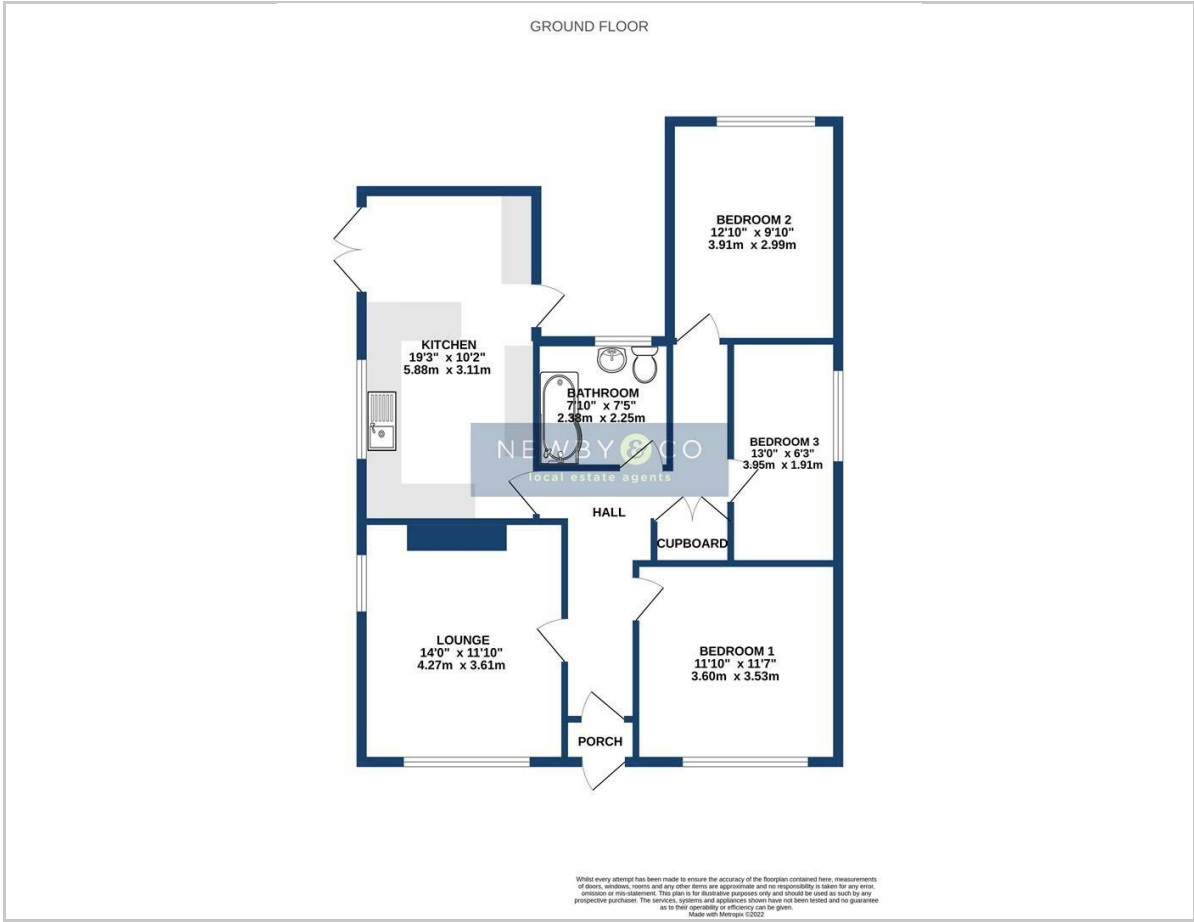 GROUND FLOOR
BEDROOM 2
12'10" x 9'10"
3.91m x 2.99m
KITCHEN
19'3" x 10'2"
5.88m x 3.11m
BATHROOM
7'10" x 7'5"
2.38m x 2.25m
BEDROOM 3
13'0" x 6'3"
3.95m x 1.91m
NEWBY & CO
local estate agents
HALL
CUPBOARD
LOUNGE
14'0" x 11'10"
4.27m x 3.61m
BEDROOM 1
11'10" x 11'7"
3.60m x 3.53m
PORCH
Whilst every attempt has been made to ensure the accuracy of the floorplan contained here, measurements
of doors, windows, rooms and any other items are approximate and no responsibility is taken for any error,
omission or mis-statement. This plan is for illustrative purposes only and should be used as such by any
prospective purchaser. The services, systems and appliances shown have not been tested and no guarantee
as to their operability or efficiency can be given.
Made with Metropix ©2022